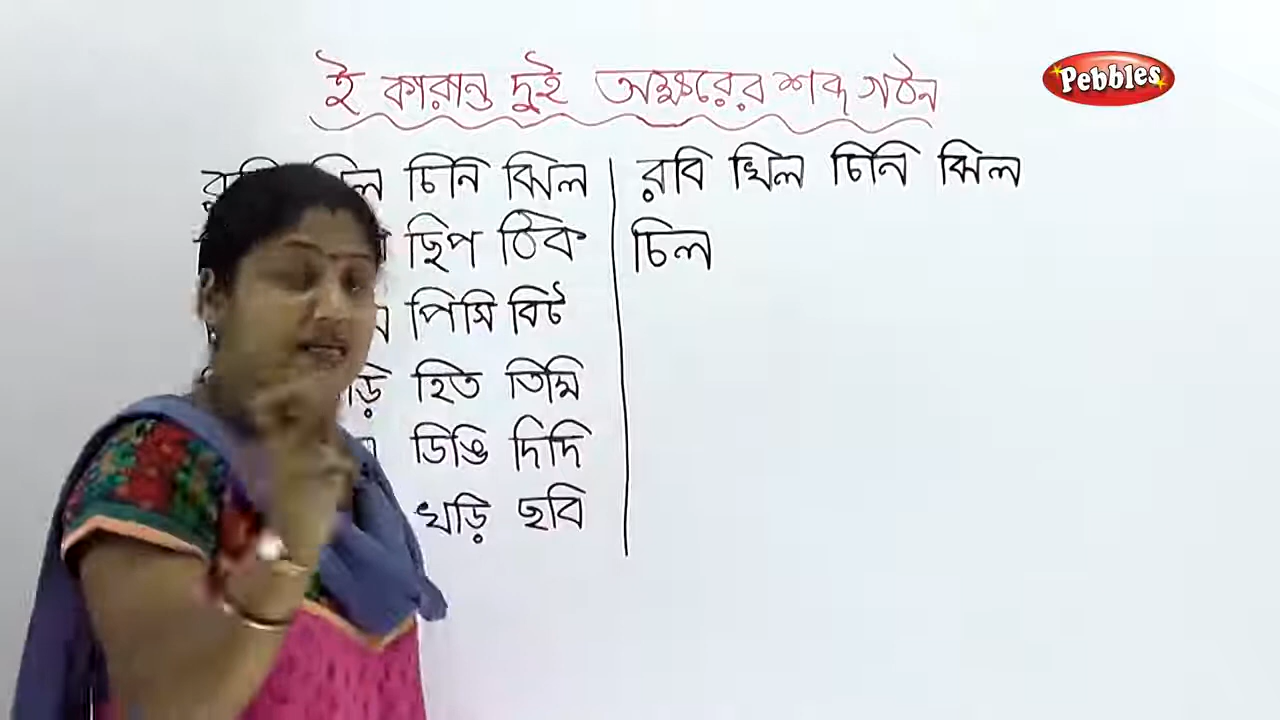 ই কারান্ত দুই অক্ষরের শব্দ গঠন
Pebbles
চিনি ঝিল রবি খিল চিনি ঝিল
ছিপ ঠিক চিল
পিসি বিট
হিত তিমি
ডিঙি দিদি
খড়ি ছবি